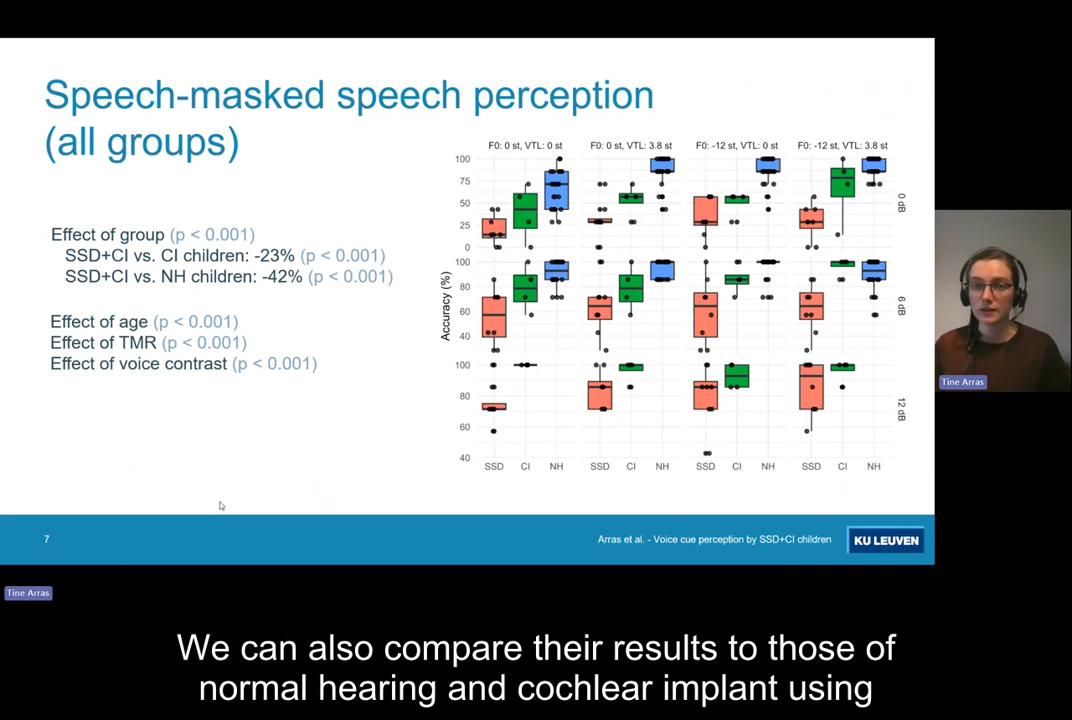 Speech-masked speech perception
(all groups)
Effect of group (p < 0.001)
SSD+CI vs. CI children: -23% (p < 0.001)
SSD+CI vs. NH children: -42% (p < 0.001)
Effect of age (p < 0.001)
Effect of TMR (p < 0.001)
Effect of voice contrast (p < 0.001)
F0: 0 st, VTL: 0 st
F0: 0 st, VTL: 3.8 st
F0: -12 st, VTL: 0 st
F0: -12 st, VTL: 3.8 st
Accuracy (%)
100
75
50
25
0
0 dB
100
80
60
40
6 dB
100
80
60
40
12 dB
SSD CI NH
SSD CI NH
SSD CI NH
SSD CI NH
7
Arras et al. - Voice cue perception by SSD+CI children
KU LEUVEN
Tine Arras
Tine Arras
We can also compare their results to those of
normal hearing and cochlear implant using